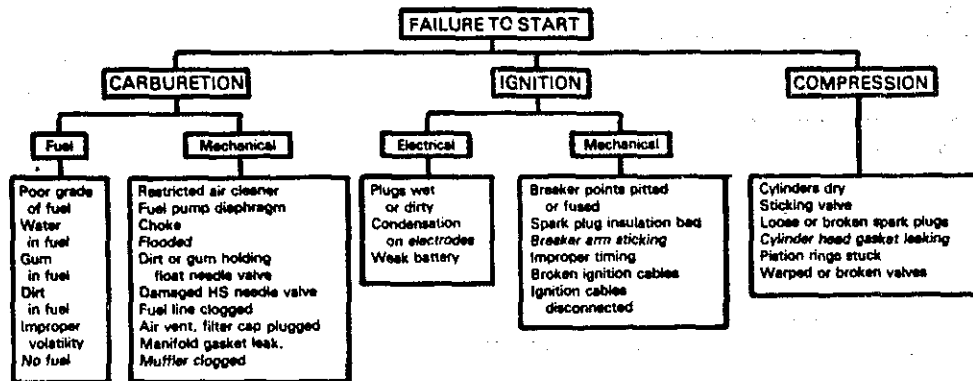 FAILURE TO START
CARBURETION
IGNITION
COMPRESSION
Fuel
Mechanical
Electrical
Mechanical
Poor grade
of fuel
Water
in fuel
Gum
in fuel
Dirt
in fuel
Improper
volatility
No fuel
Restricted air cleaner
Fuel pump diaphragm
Choke
Flooded
Dirt or gum holding
float needle valve
Damaged HS needle valve
Fuel line clogged
Air vent, filter cap plugged
Manifold gasket leak.
Muffler clogged
Plugs wet
or dirty
Condensation
on electrodes
Weak battery
Breaker points pitted
or fused
Spark plug insulation bad
Breaker arm sticking
Improper timing
Broken ignition cables
Ignition cables
disconnected
Cylinders dry
Sticking valve
Loose or broken spark plugs
Cylinder head gasket leaking
Piston rings stuck
Warped or broken valves